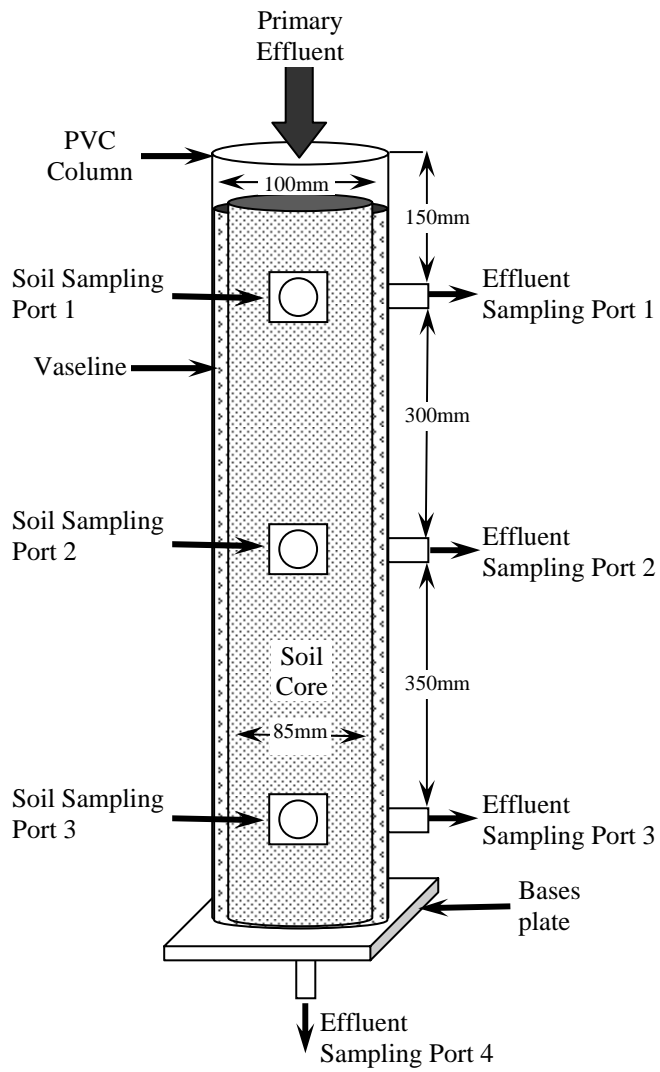 Primary
Effluent
PVC
Column
100mm
150mm
Soil Sampling
Port 1
Effluent
Sampling Port 1
Vaseline
300mm
Soil Sampling
Port 2
Effluent
Sampling Port 2
Soil
Core
350mm
85mm
Soil Sampling
Port 3
Effluent
Sampling Port 3
Bases
plate
Effluent
Sampling Port 4